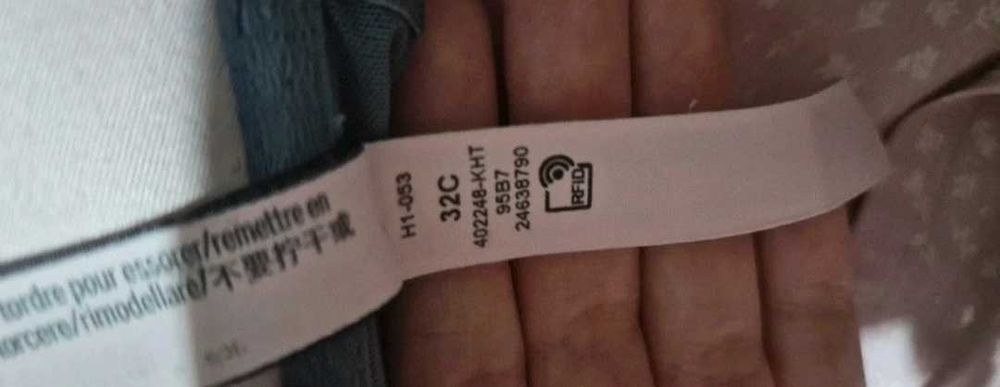 tordre pour essorer/remettre en
orcere/rimodellare/不要拧干或
H1-053
32C
402248-KHT
95B7
24638790
RFID